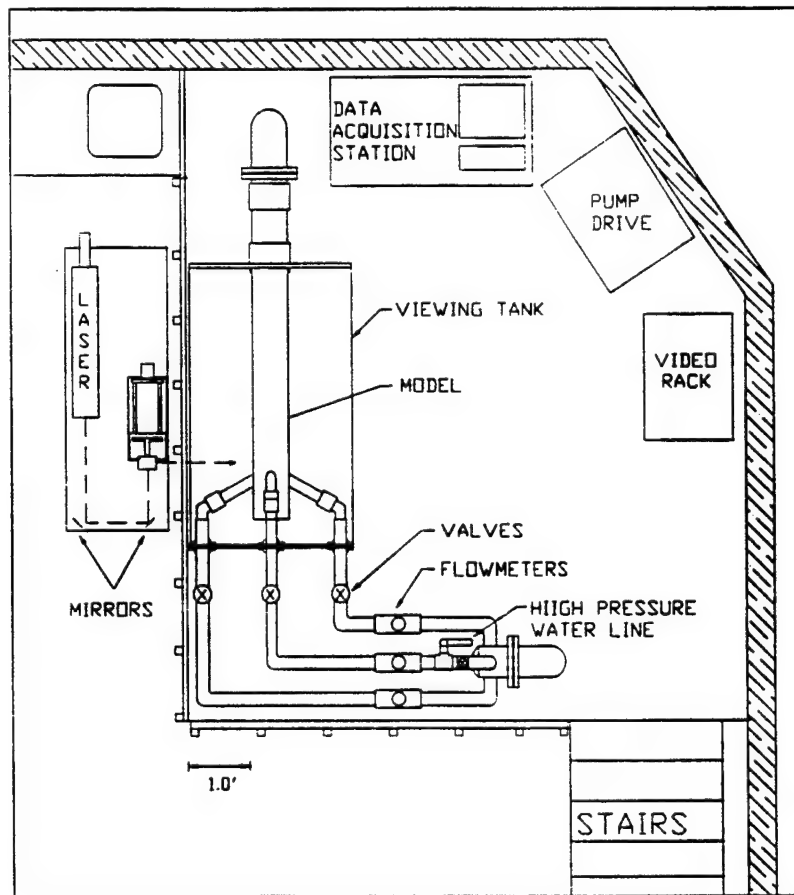 DATA
ACQUISITION
STATION
PUMP
DRIVE
LASER
VIEWING TANK
VIDEO
RACK
MODEL
VALVES
FLOWMETERS
MIRRORS
HIIGH PRESSURE
WATER LINE
1.0'
STAIRS